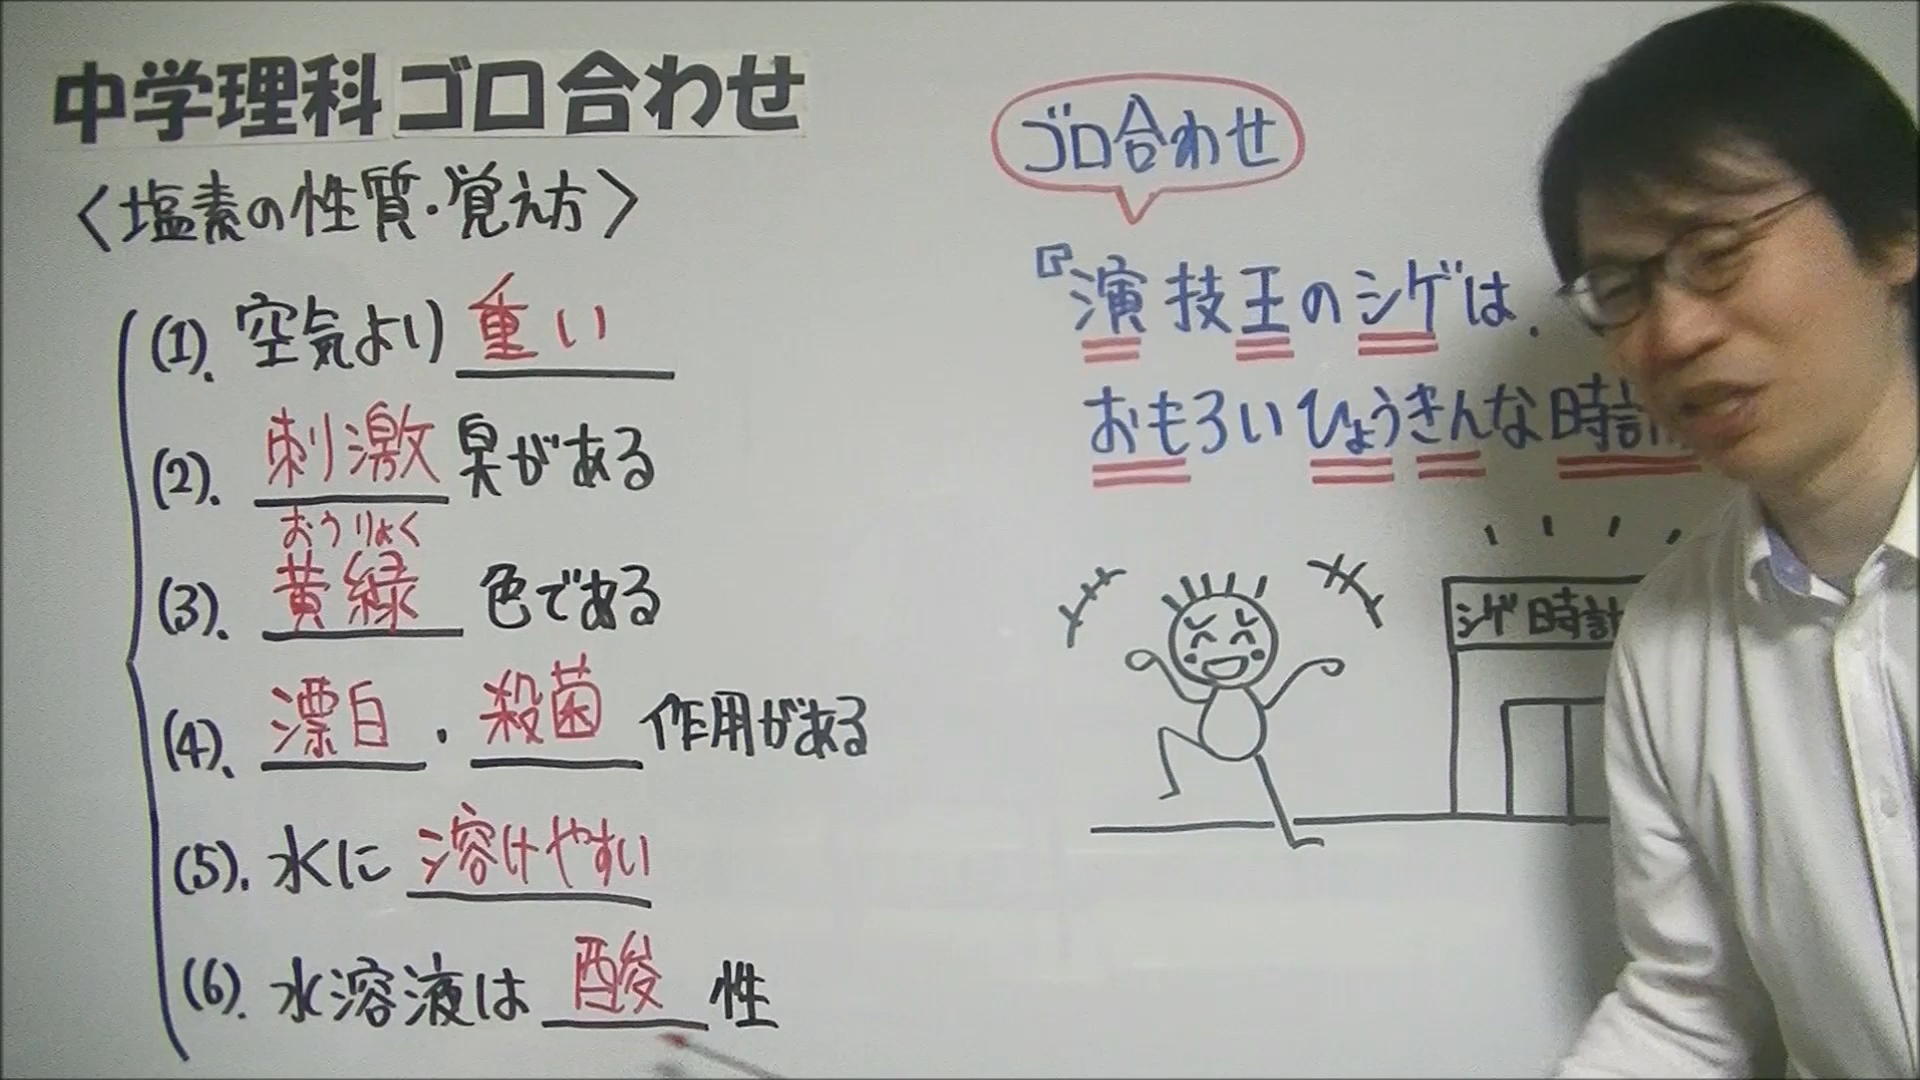 中学理科ゴロ合わせ
〈塩素の性質・覚え方〉
(1). 空気より重い
(2). 刺激臭がある
おうりょく
(3). 黄緑色である
(4). 漂白・殺菌作用がある
(5). 水に溶けやすい
(6). 水溶液は酸性
ゴロ合わせ
『演技王のシゲは、
おもろいひょうきんな時計
シゲ時計